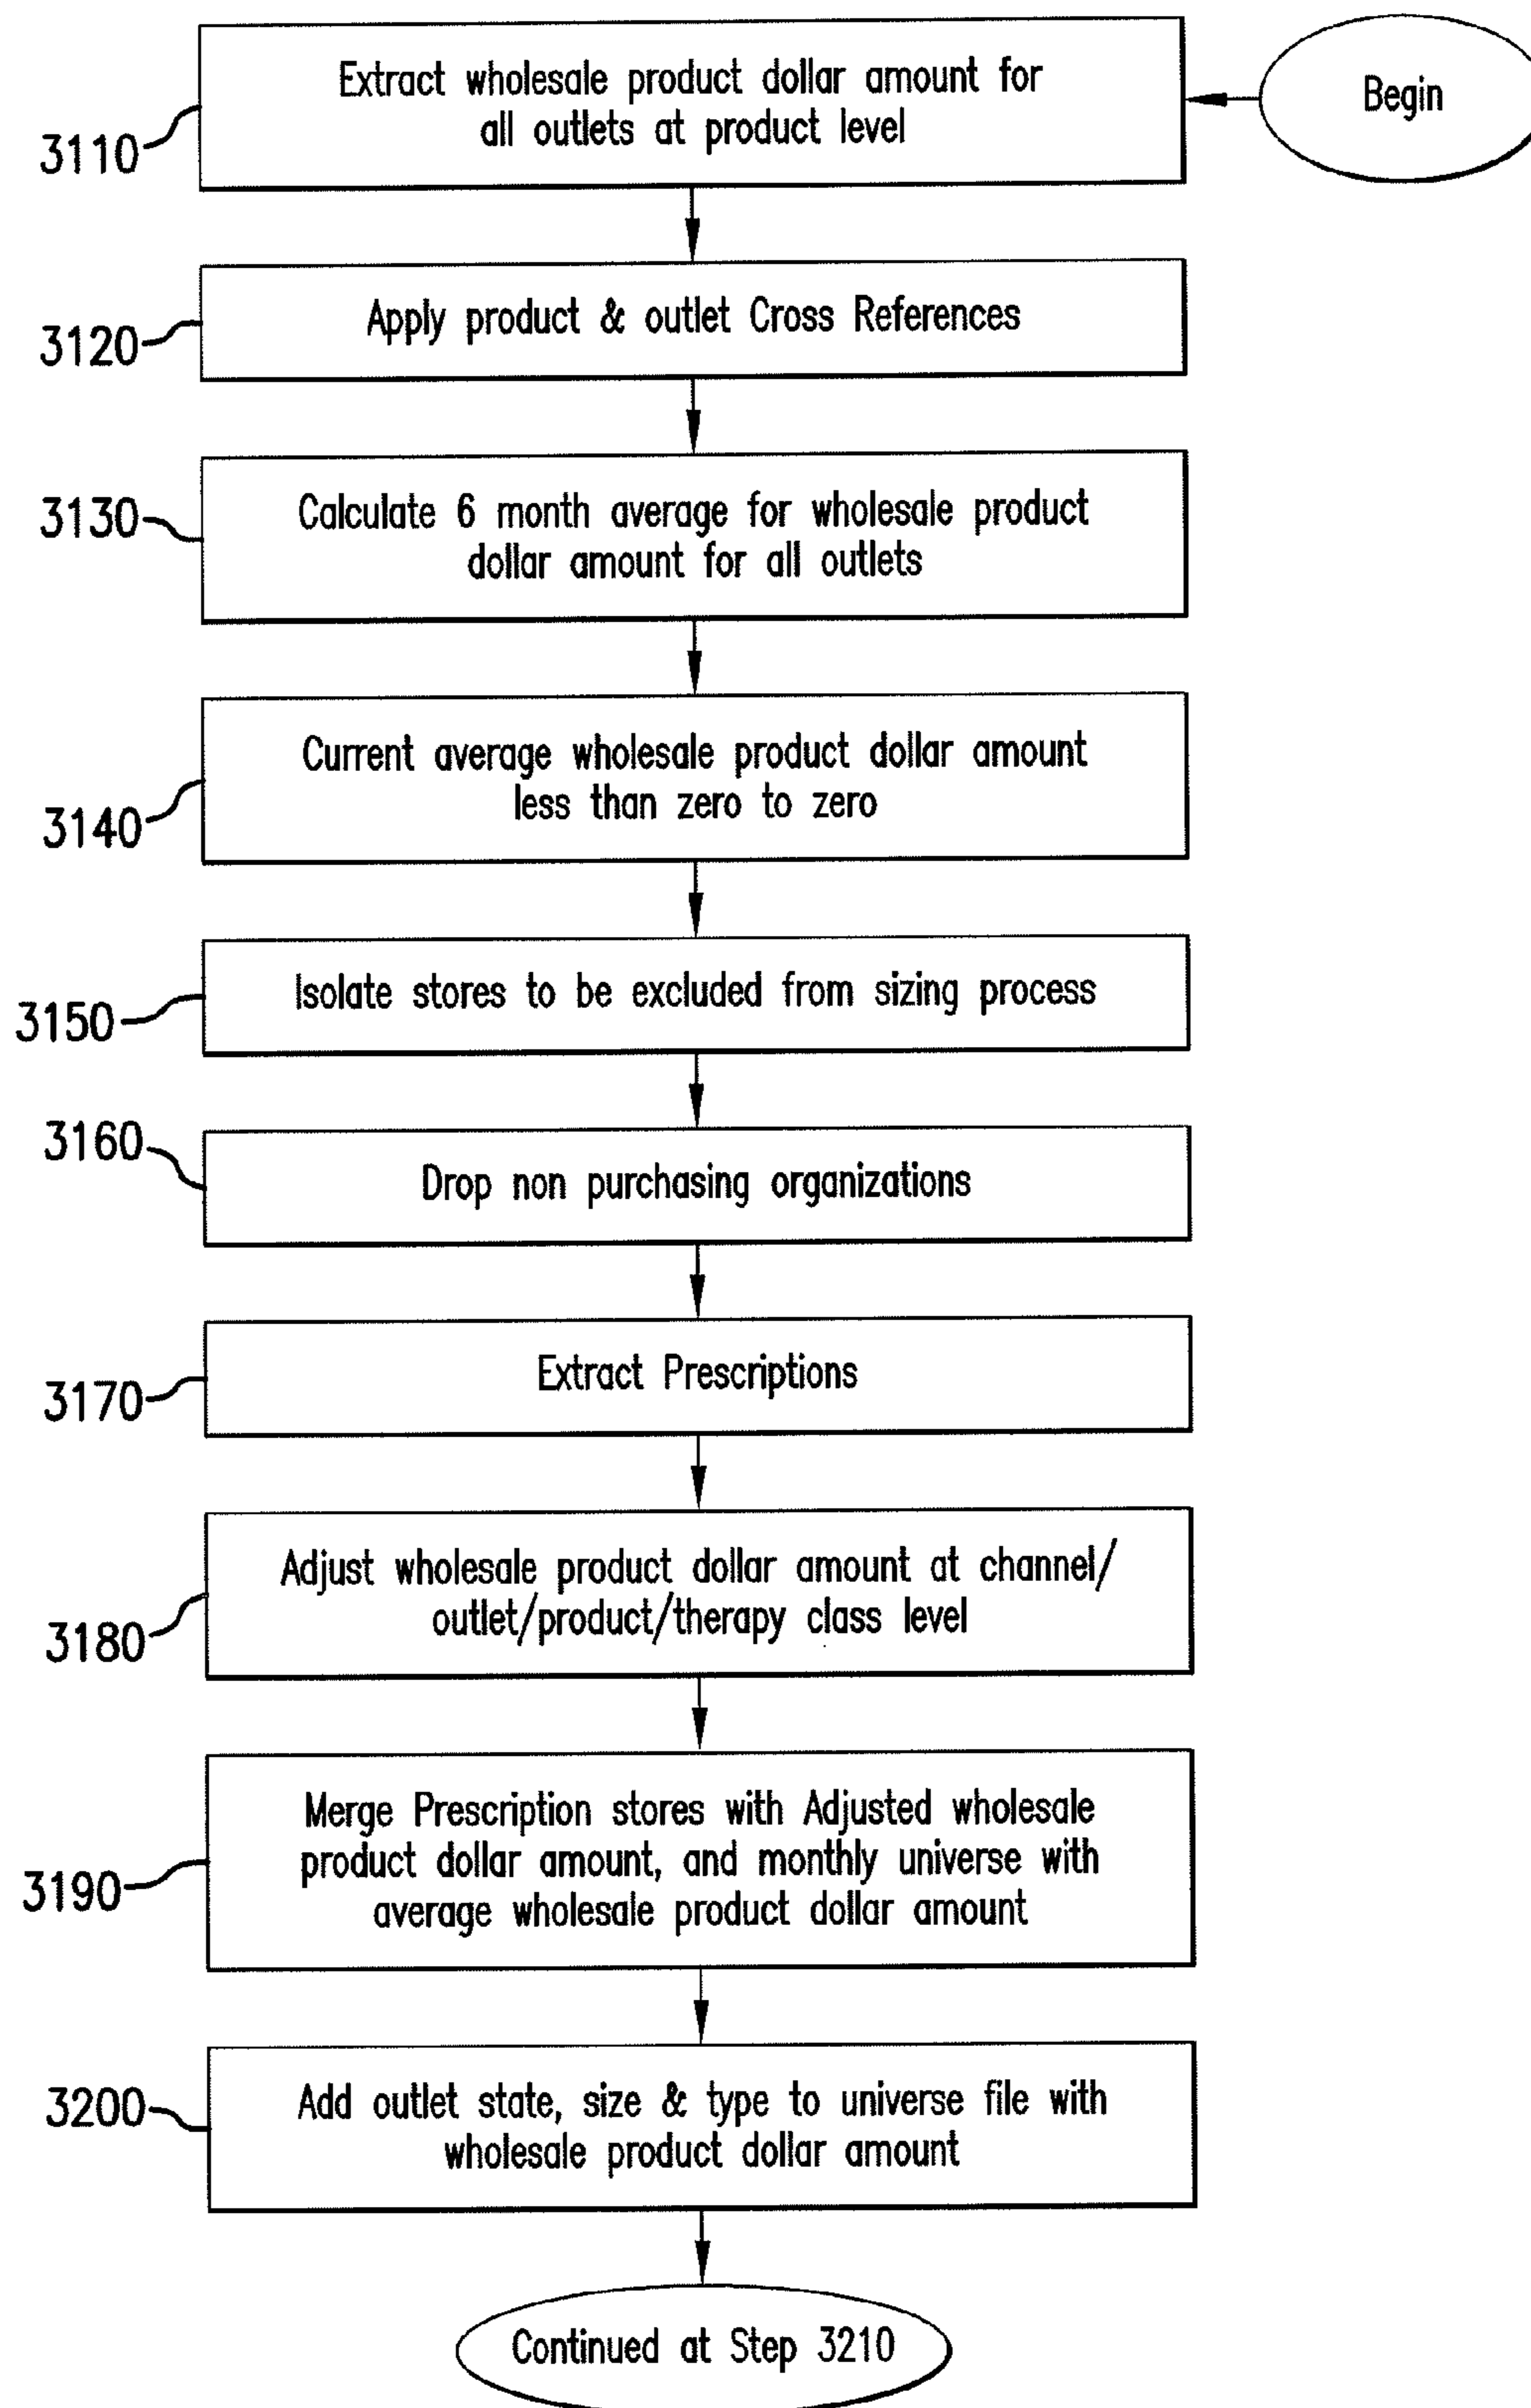 Begin
Extract wholesale product dollar amount for
all outlets at product level
3110
Apply product & outlet Cross References
3120
Calculate 6 month average for wholesale product
dollar amount for all outlets
3130
Current average wholesale product dollar amount
less than zero to zero
3140
Isolate stores to be excluded from sizing process
3150
Drop non purchasing organizations
3160
Extract Prescriptions
3170
Adjust wholesale product dollar amount at channel/
outlet/product/therapy class level
3180
Merge Prescription stores with Adjusted wholesale
product dollar amount, and monthly universe with
average wholesale product dollar amount
3190
Add outlet state, size & type to universe file with
wholesale product dollar amount
3200
Continued at Step 3210